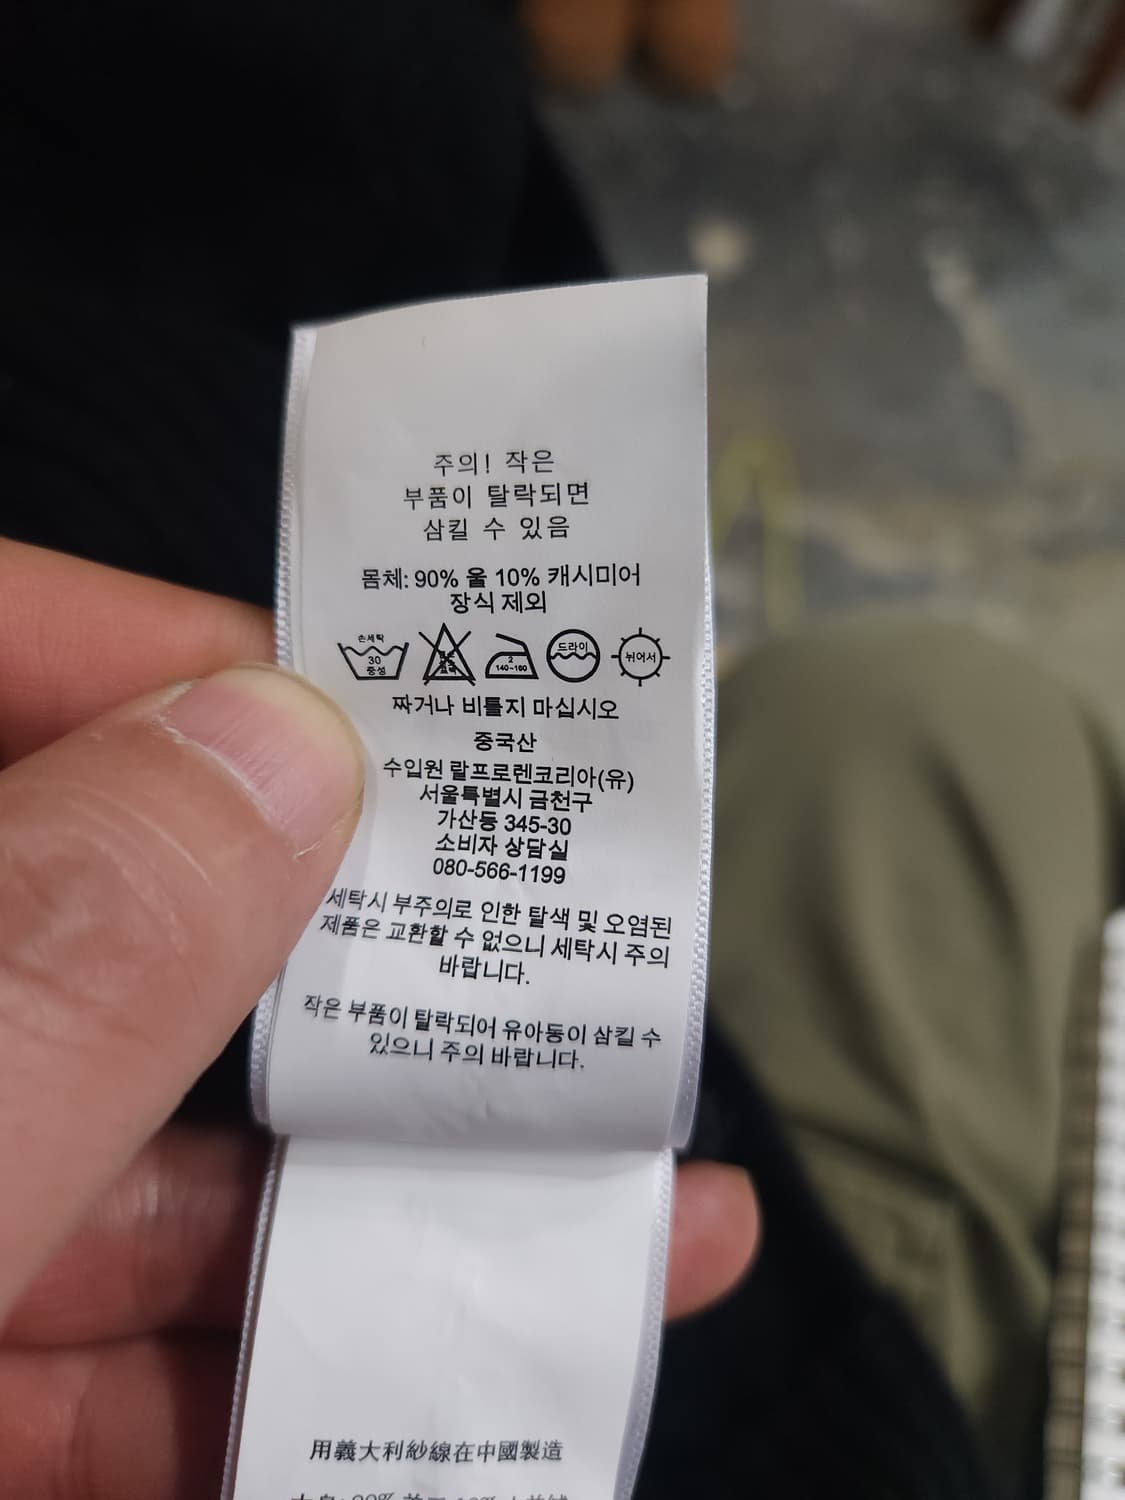 주의! 작은
부품이 탈락되면
삼킬 수 있음
몸체: 90% 울 10% 캐시미어
장식 제외
손세탁
30
중성
2
140~160
드라이
뉘어서
짜거나 비틀지 마십시오
중국산
수입원 랄프로렌코리아(유)
서울특별시 금천구
가산동 345-30
소비자 상담실
080-566-1199
세탁시 부주의로 인한 탈색 및 오염된
제품은 교환할 수 없으니 세탁시 주의
바랍니다.
작은 부품이 탈락되어 유아동이 삼킬 수
있으니 주의 바랍니다.
用義大利紗線在中國製造